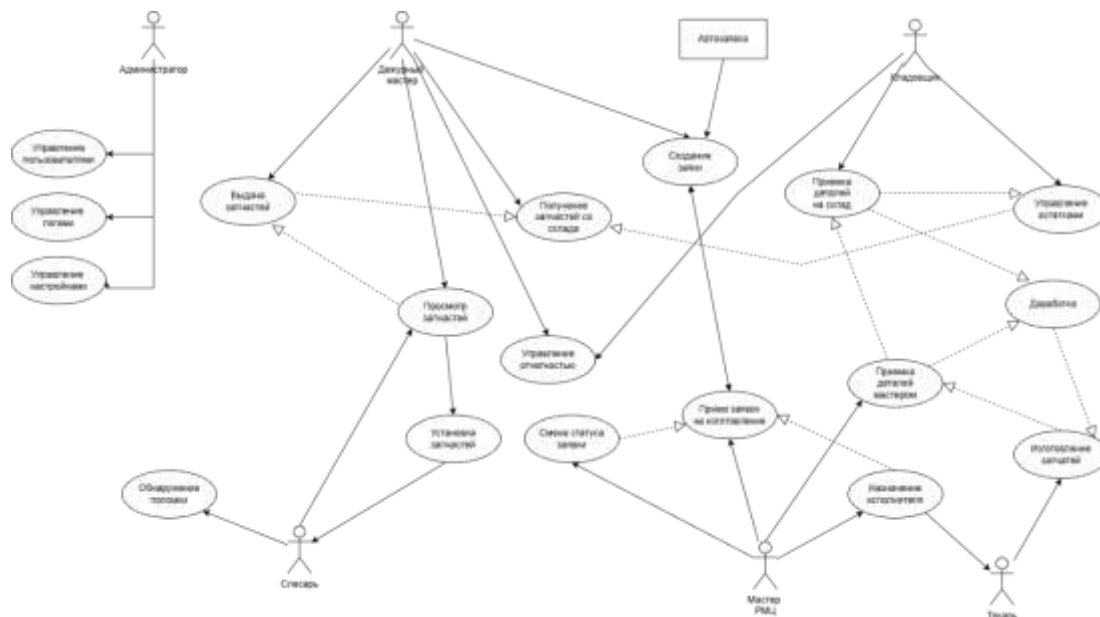 Администратор
Дежурный
мастер
Автозаявка
Кладовщик
Управление
пользователями
Создание
заяки
Выдача
запчастей
Приемка
деталей
на склад
Управление
логами
Получение
запчастей со
склада
Управление
остатками
Управление
настройками
Просмотр
запчастей
Доработка
Управление
отчетностью
Приемка
деталей
мастером
Прием заявки
на изготовление
Установка
запчастей
Смена статуса
заявки
Изготовление
запчастей
Обнаружение
поломки
Назначение
исполнителя
Слесарь
Мастер
РМЦ
Токарь